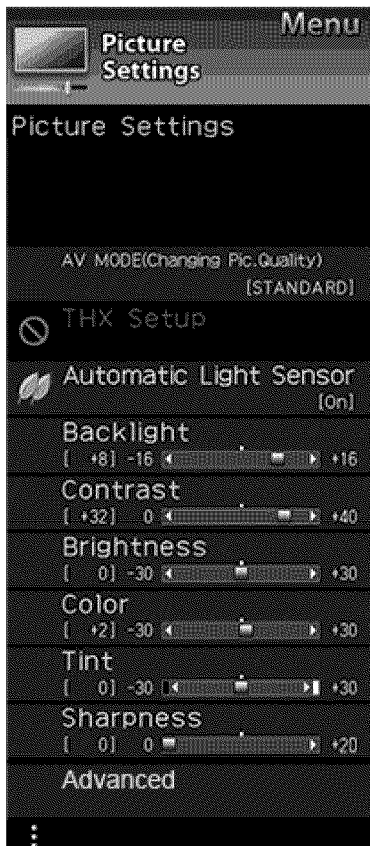 Menu
Picture
Settings
Picture Settings
AV MODE(Changing Pic.Quality)
[STANDARD]
THX Setup
Automatic Light Sensor
[On]
Backlight
[ +8] -16 +16
Contrast
[ +32] 0 +40
Brightness
[ 0] -30 +30
Color
[ +2] -30 +30
Tint
[ 0] -30 +30
Sharpness
[ 0] 0 +20
Advanced